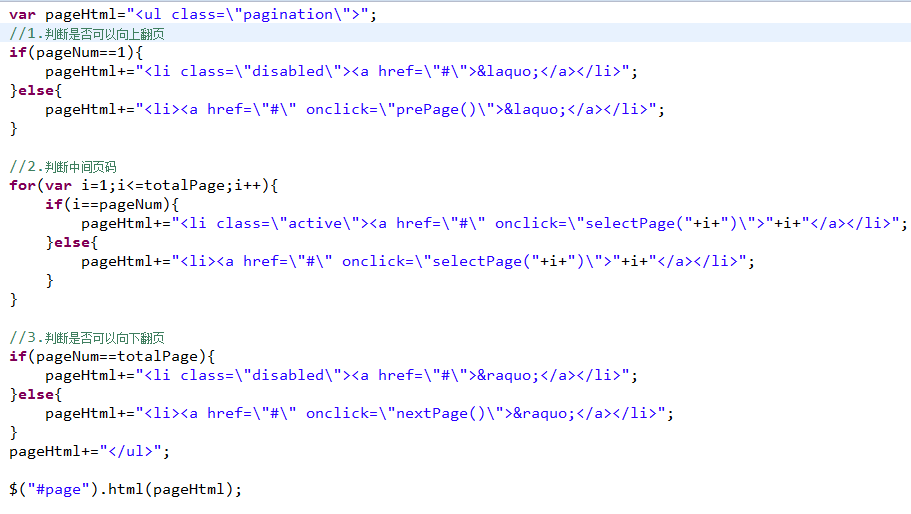 var pageHtml="<ul class=\"pagination\">";
//1.判断是否可以向上翻页
if(pageNum==1){
    pageHtml+="<li class=\"disabled\"><a href=\"#\">&laquo;</a></li>";
}else{
    pageHtml+="<li><a href=\"#\" onclick=\"prePage()\">&laquo;</a></li>";
}

//2.判断中间页码
for(var i=1;i<=totalPage;i++){
    if(i==pageNum){
        pageHtml+="<li class=\"active\"><a href=\"#\" onclick=\"selectPage("+i+")\">"+i+"</a></li>";
    }else{
        pageHtml+="<li><a href=\"#\" onclick=\"selectPage("+i+")\">"+i+"</a></li>";
    }
}

//3.判断是否可以向下翻页
if(pageNum==totalPage){
    pageHtml+="<li class=\"disabled\"><a href=\"#\">&raquo;</a></li>";
}else{
    pageHtml+="<li><a href=\"#\" onclick=\"nextPage()\">&raquo;</a></li>";
}
pageHtml+="</ul>";

$("#page").html(pageHtml);